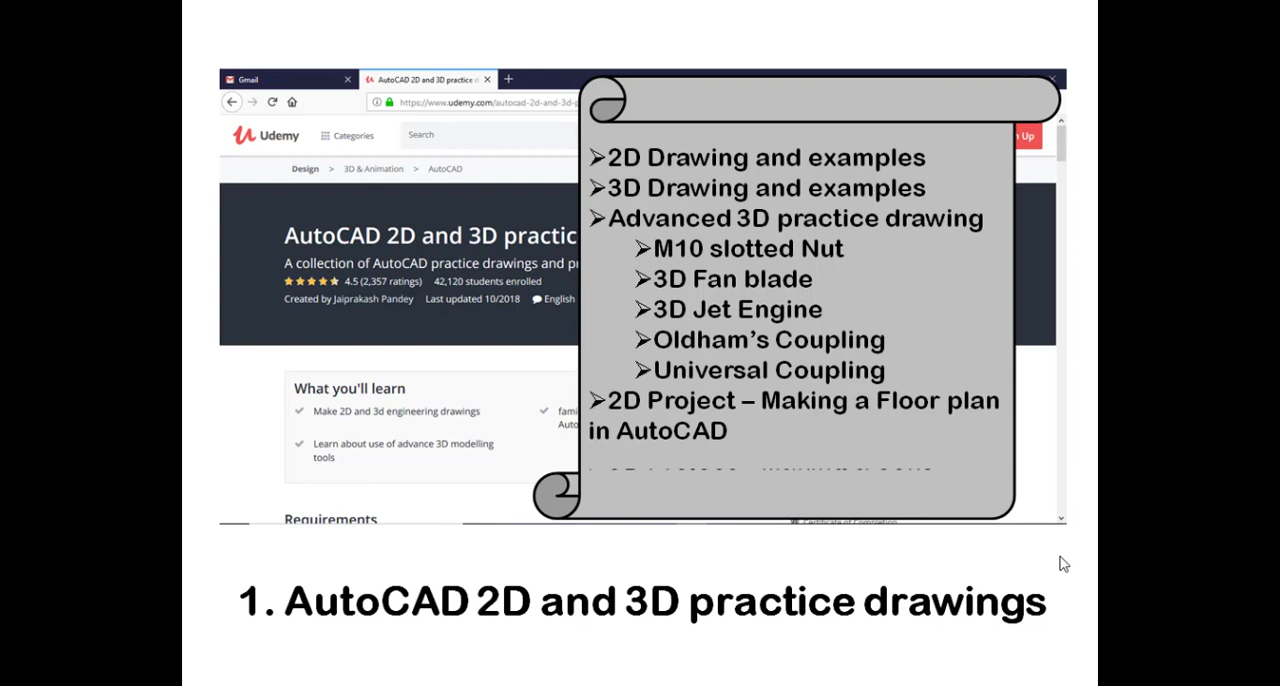 Gmail
AutoCAD 2D and 3D practice d
https://www.udemy.com/autocad-2d-and-3d-p
Udemy
Categories
Search
Up
Design > 3D & Animation > AutoCAD
AutoCAD 2D and 3D practic
A collection of AutoCAD practice drawings and pr
4.5 (2,357 ratings) 42,120 students enrolled
Created by Jaiprakash Pandey Last updated 10/2018 English
What you'll learn
Make 2D and 3d engineering drawings
Learn about use of advance 3D modelling
tools
fami
Auto
Requirements
Certificate of Completion
➢2D Drawing and examples
➢3D Drawing and examples
➢Advanced 3D practice drawing
➢M10 slotted Nut
➢3D Fan blade
➢3D Jet Engine
➢Oldham’s Coupling
➢Universal Coupling
➢2D Project – Making a Floor plan
in AutoCAD
1. AutoCAD 2D and 3D practice drawings